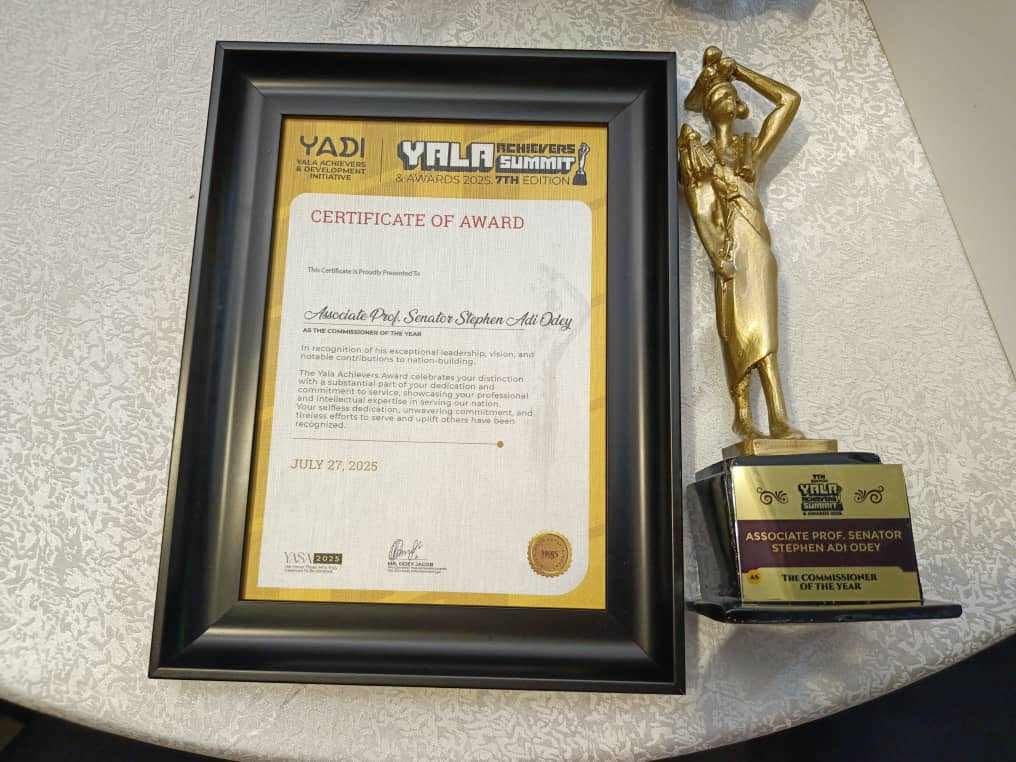 YADI
YALA ACHIEVERS
& DEVELOPMENT
INITIATIVE
YALA ACHIEVERS
SUMMIT
& AWARDS 2025. 7TH EDITION
CERTIFICATE OF AWARD
This Certificate is Proudly Presented To
Associate Prof. Senator Stephen Adi Odey
AS THE COMMISSIONER OF THE YEAR
In recognition of his exceptional leadership, vision, and
notable contributions to nation-building.
The Yala Achievers Award celebrates your distinction
with a substantial part of your dedication and
commitment to service, showcasing your professional
and intellectual expertise in serving our nation.
Your selfless dedication, unwavering commitment, and
tireless efforts to serve and uplift others have been
recognized.
JULY 27, 2025
YASA 2025
MR. ODEY JACOB
7TH
EDITION
YALA
ACHIEVERS
SUMMIT
& AWARDS 2025
ASSOCIATE PROF. SENATOR
STEPHEN ADI ODEY
AS
THE COMMISSIONER
OF THE YEAR